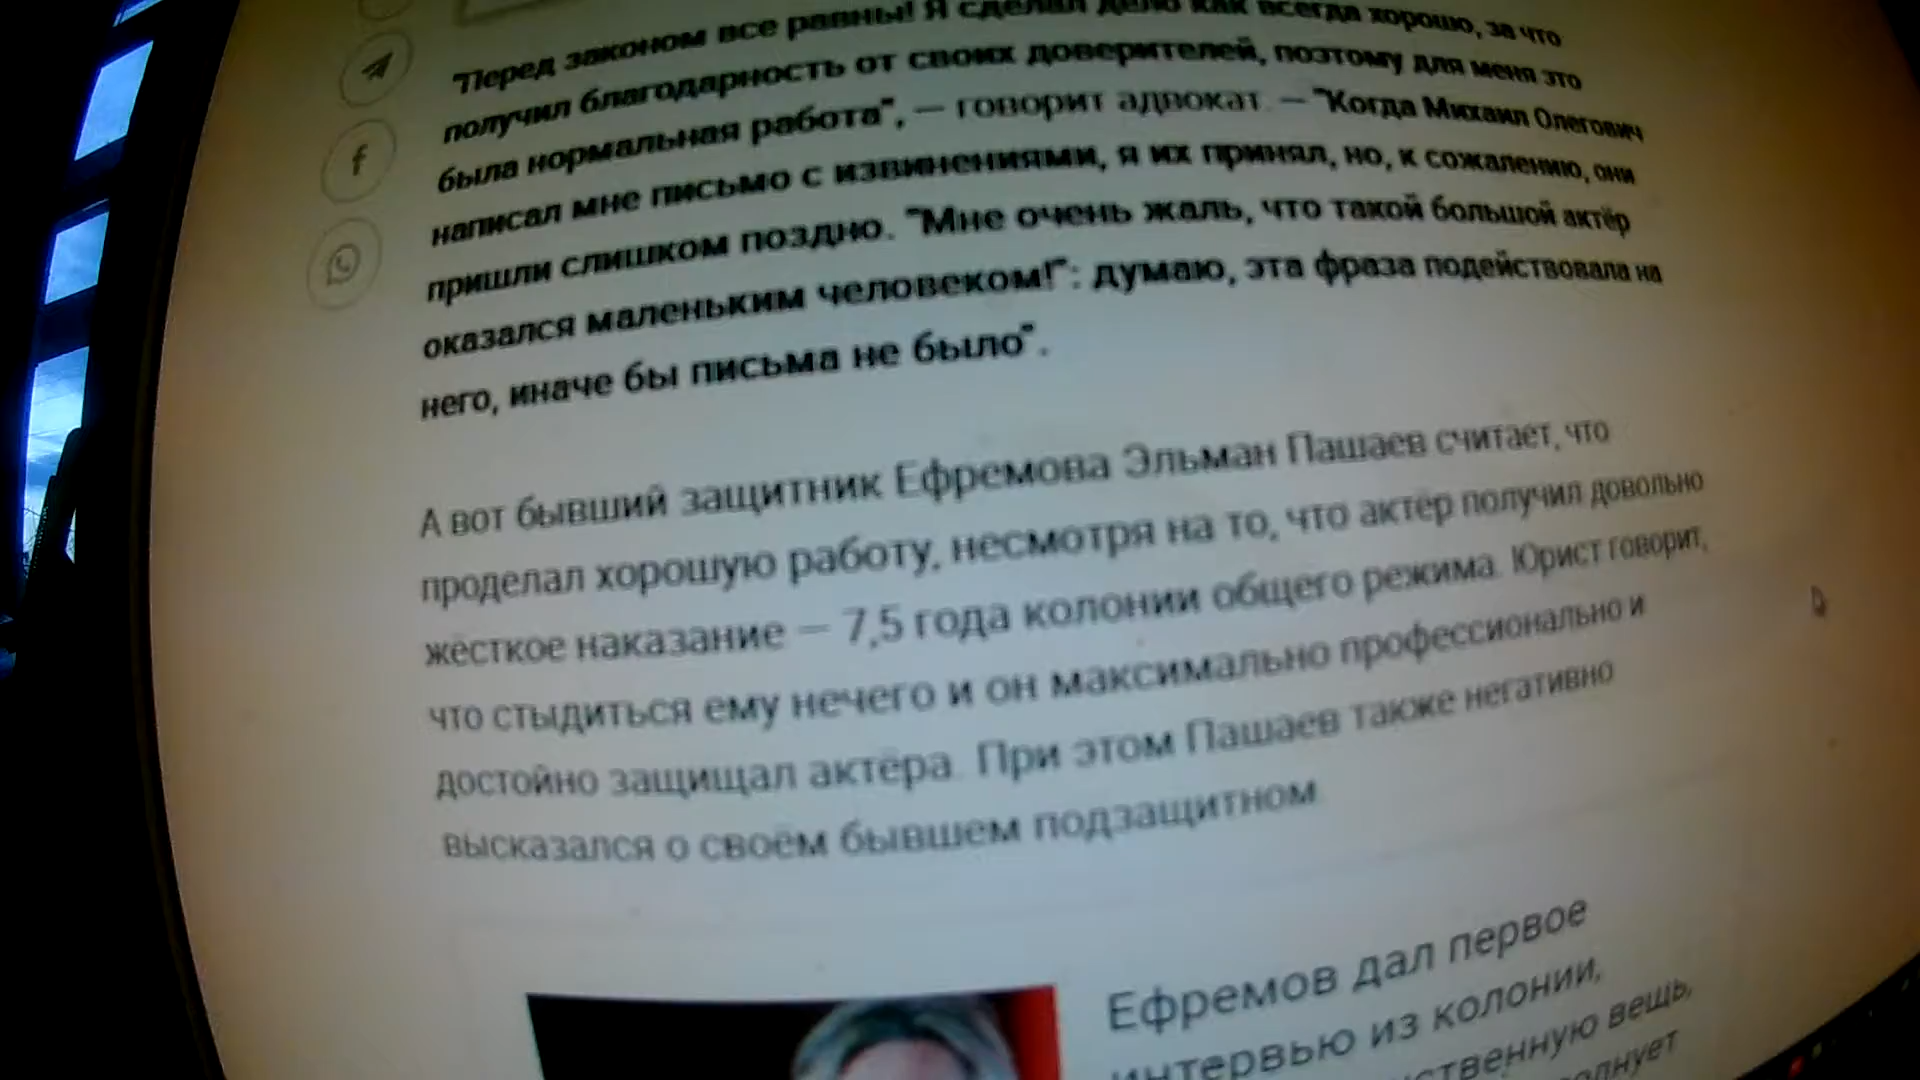 "Перед законом все равны! Я сделал дело как всегда хорошо, за что
получил благодарность от своих доверителей, поэтому для меня это
была нормальная работа", — говорит адвокат. — "Когда Михаил Олегович
написал мне письмо с извинениями, я их принял, но, к сожалению, они
пришли слишком поздно. "Мне очень жаль, что такой большой актёр
оказался маленьким человеком!": думаю, эта фраза подействовала на
него, иначе бы письма не было".
А вот бывший защитник Ефремова Эльман Пашаев считает, что
проделал хорошую работу, несмотря на то, что актёр получил довольно
жёсткое наказание — 7,5 года колонии общего режима. Юрист говорит,
что стыдиться ему нечего и он максимально профессионально и
достойно защищал актёра. При этом Пашаев также негативно
высказался о своём бывшем подзащитном.
Ефремов дал первое
интервью из колонии,
вещь,